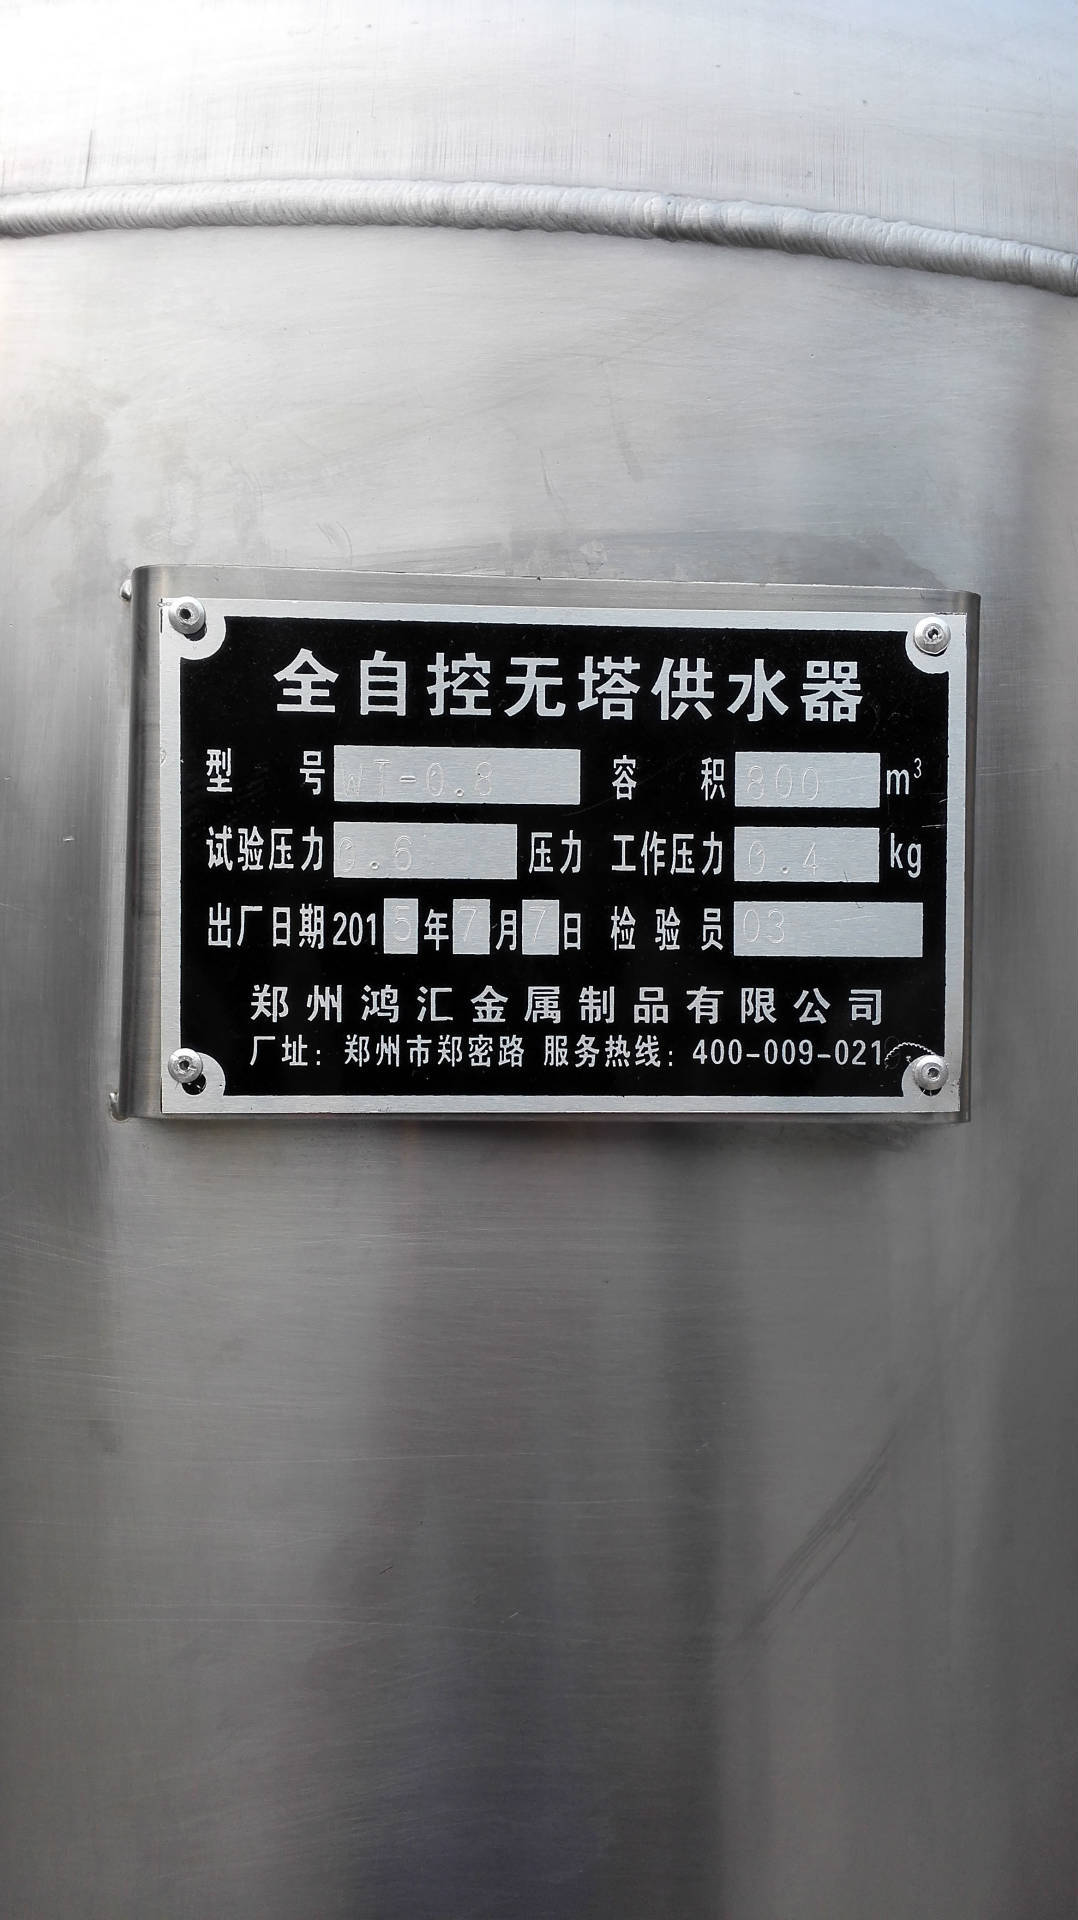 全自控无塔供水器
型 号 WT-0.8 容 积 800 m³
试验压力 0.6 压力 工作压力 0.4 kg
出厂日期 2015年7月7日 检 验 员 03
郑州鸿汇金属制品有限公司
厂址：郑州市郑密路 服务热线：400-009-021